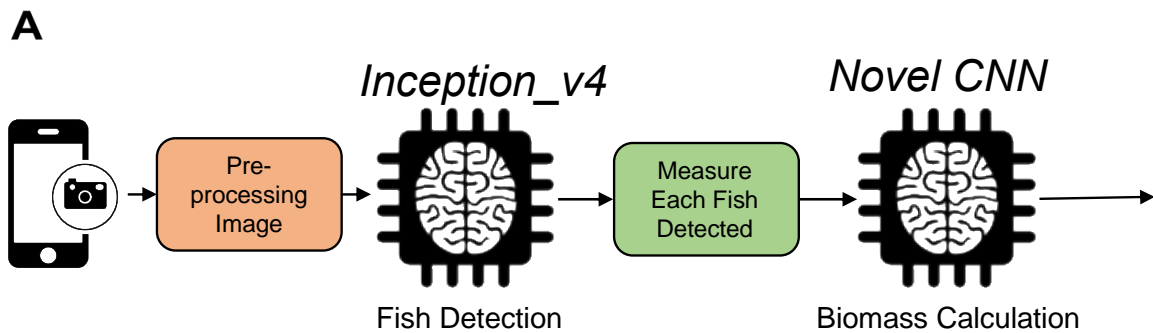 A
Inception_v4
Novel CNN
Pre-
processing
Image
Measure
Each Fish
Detected
Fish Detection
Biomass Calculation